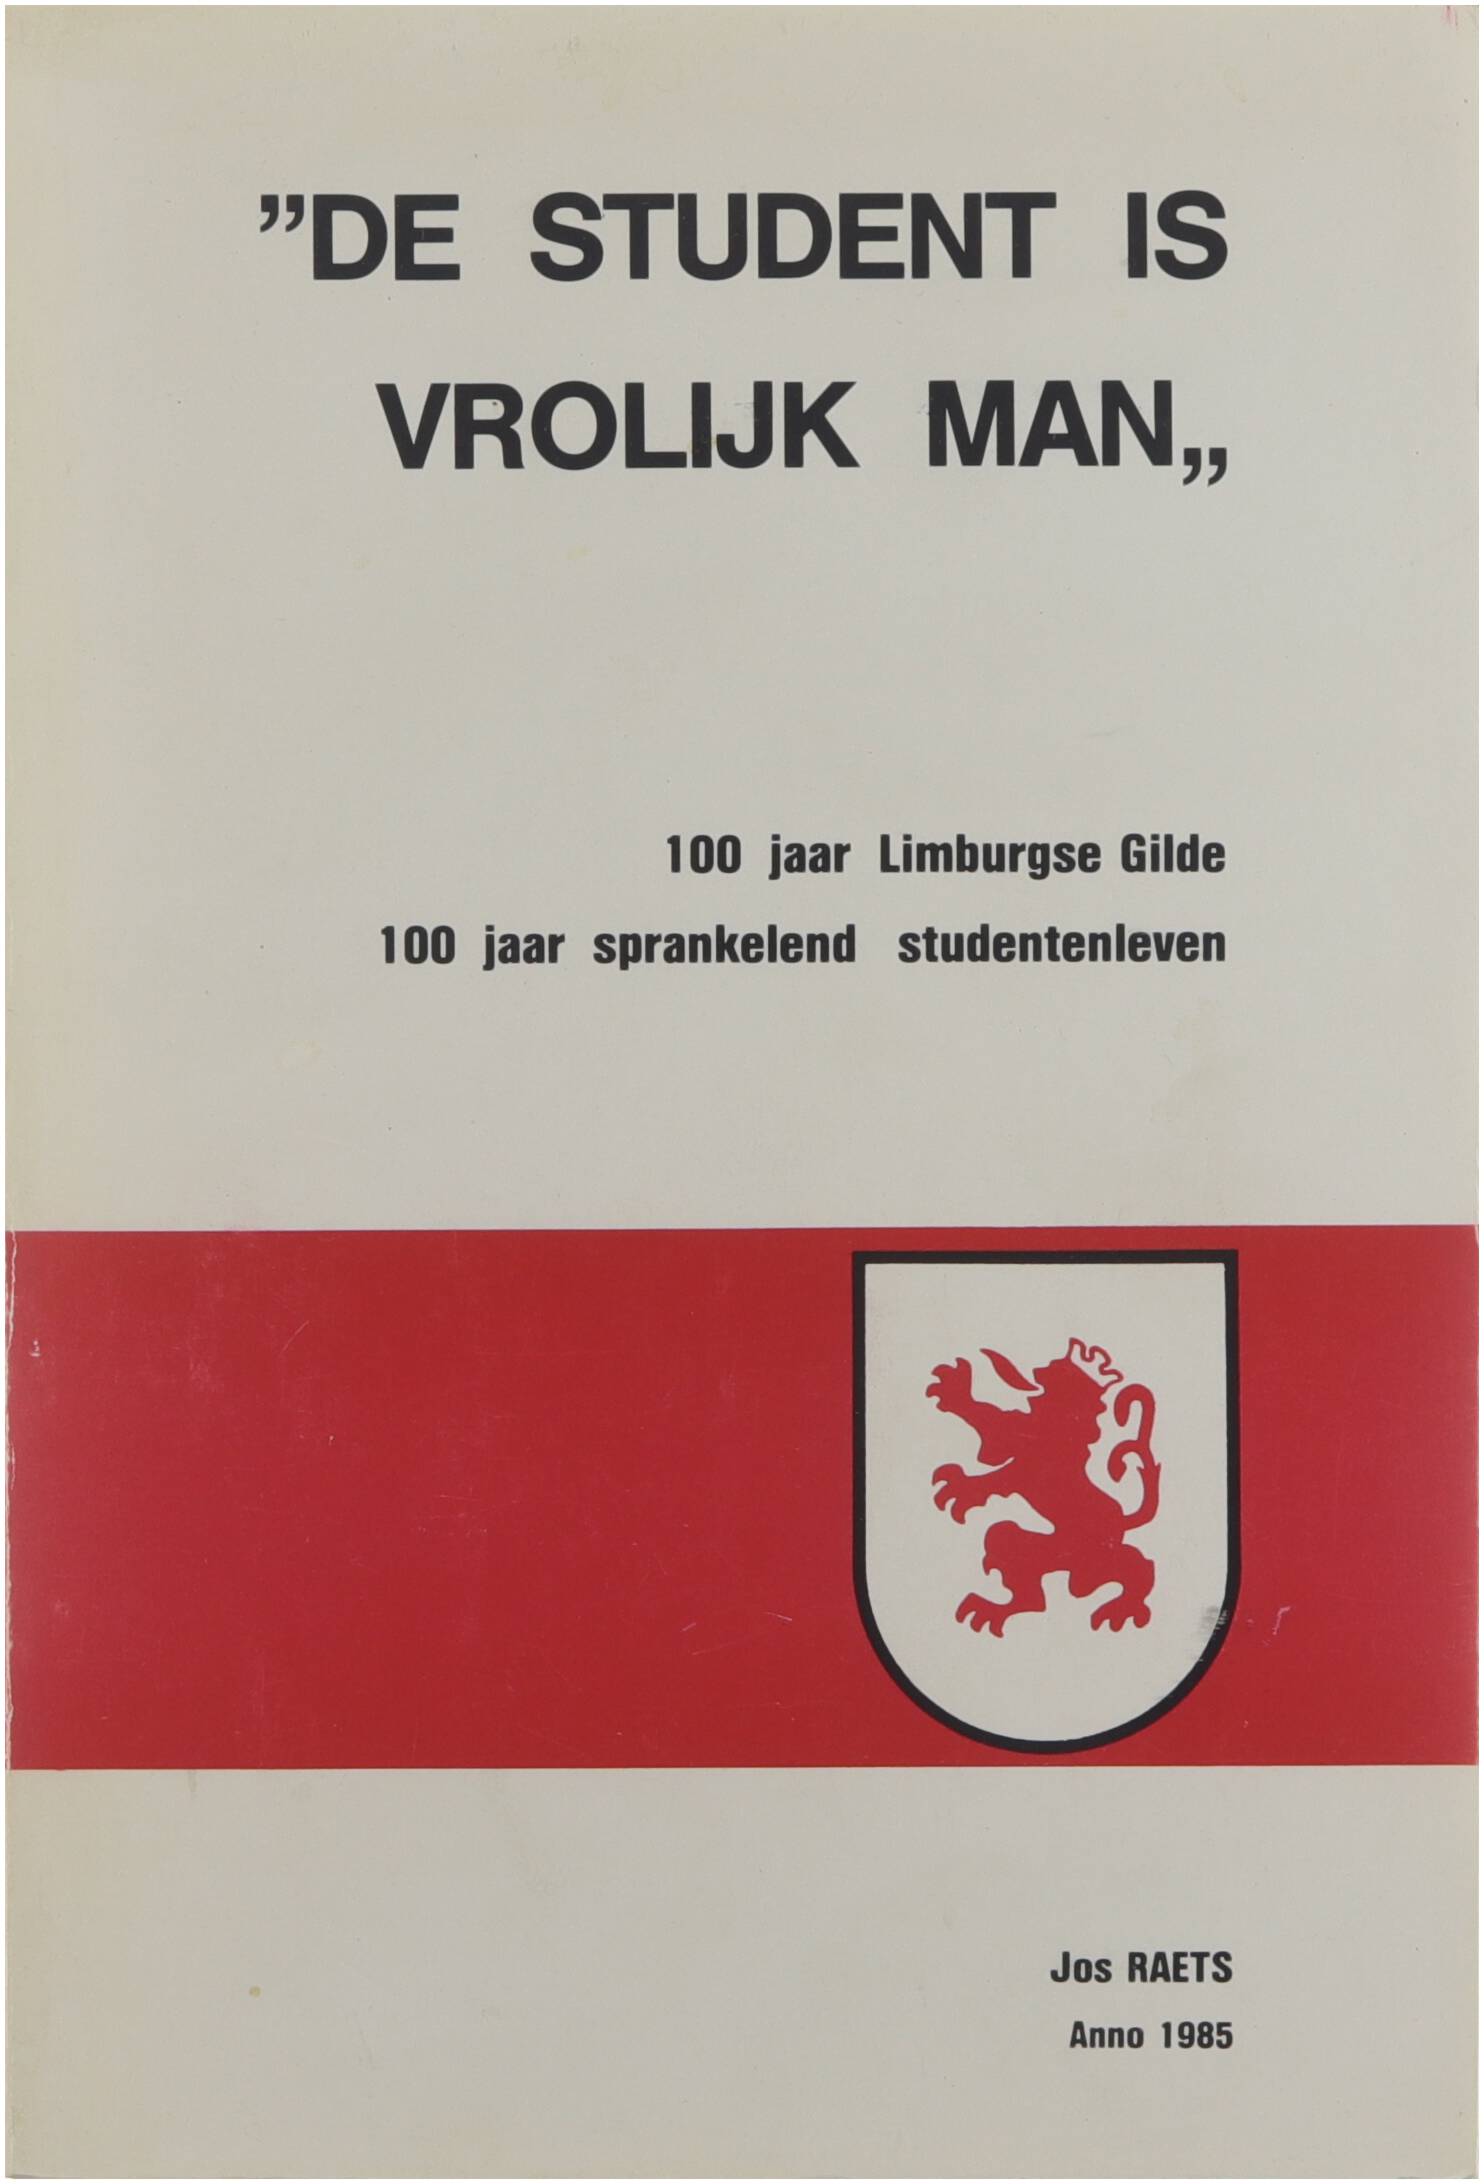 ”DE STUDENT IS
VROLIJK MAN„
100 jaar Limburgse Gilde
100 jaar sprankelend studentenleven
Jos RAETS
Anno 1985